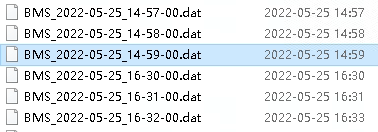 BMS_2022-05-25_14-57-00.dat 2022-05-25 14:57
BMS_2022-05-25_14-58-00.dat 2022-05-25 14:58
BMS_2022-05-25_14-59-00.dat 2022-05-25 14:59
BMS_2022-05-25_16-30-00.dat 2022-05-25 16:30
BMS_2022-05-25_16-31-00.dat 2022-05-25 16:31
BMS_2022-05-25_16-32-00.dat 2022-05-25 16:33